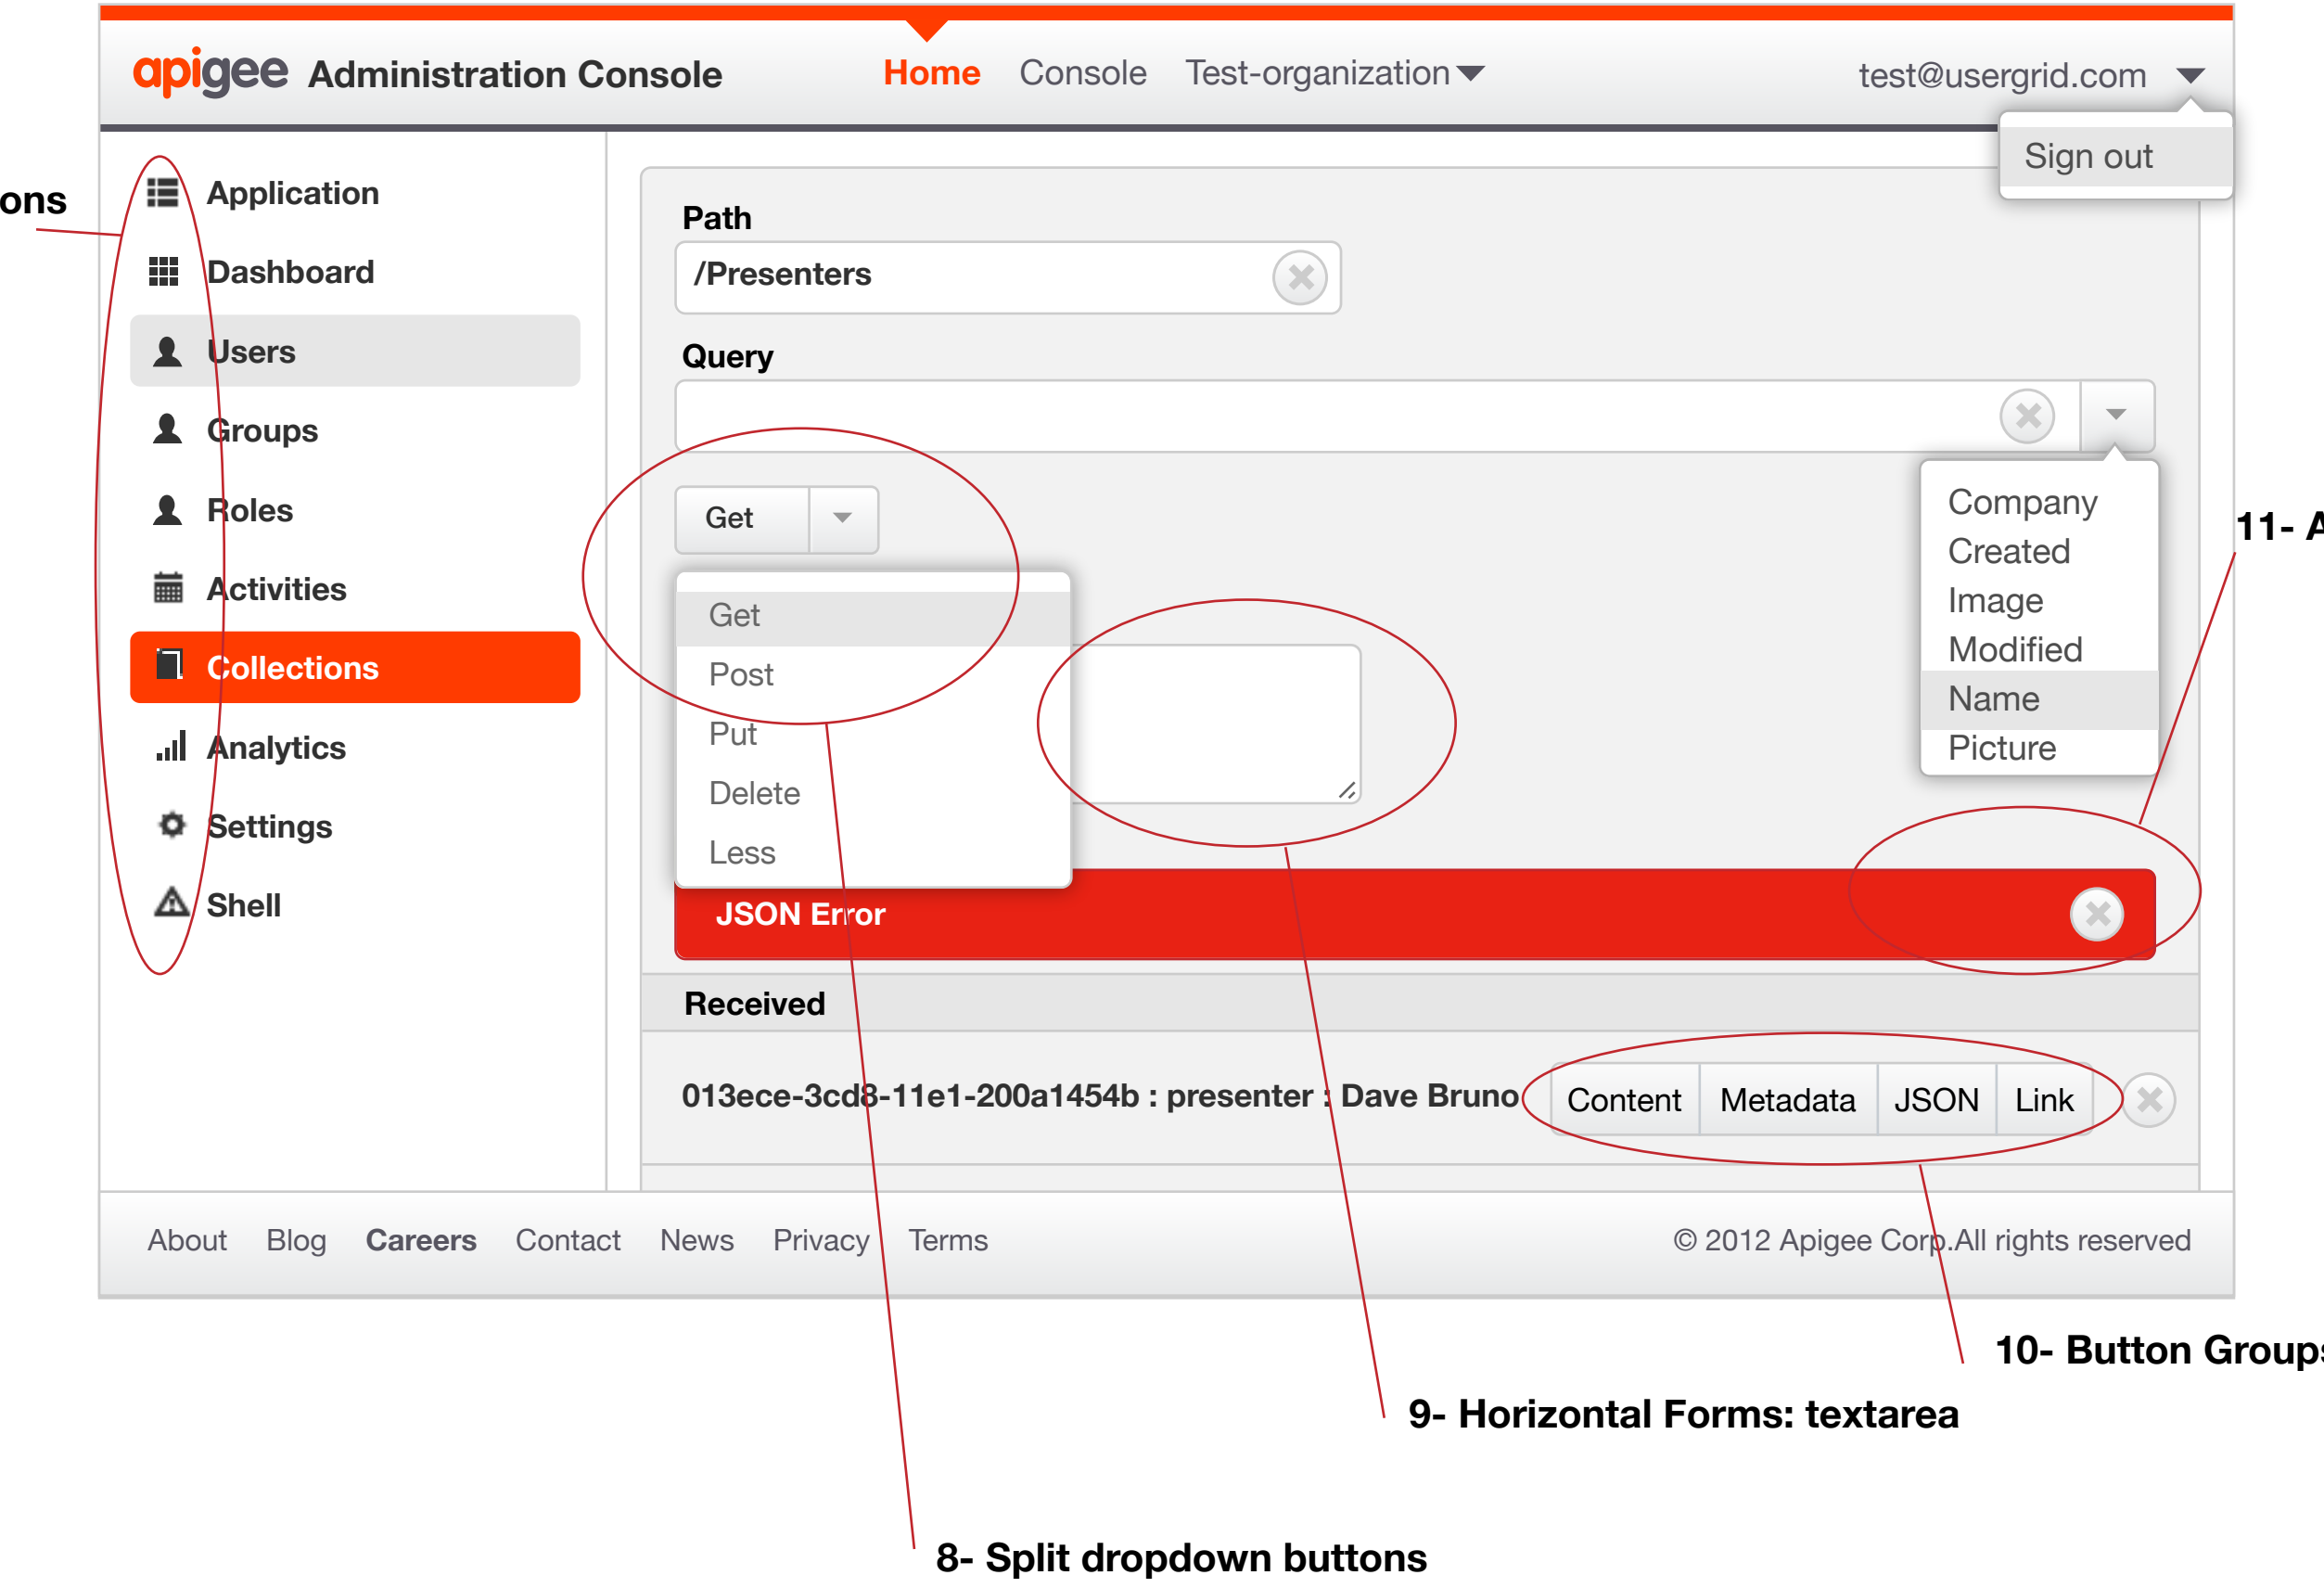 apigee Administration Console
Home Console Test-organization
test@usergrid.com
Sign out
ons
Application
Dashboard
Users
Groups
Roles
Activities
Collections
Analytics
Settings
Shell
Path
/Presenters
Query
Get
Get
Post
Put
Delete
Less
Company
Created
Image
Modified
Name
Picture
11- A
JSON Error
Received
013ece-3cd8-11e1-200a1454b : presenter : Dave Bruno
Content Metadata JSON Link
About Blog Careers Contact News Privacy Terms
© 2012 Apigee Corp.All rights reserved
10- Button Groups
9- Horizontal Forms: textarea
8- Split dropdown buttons